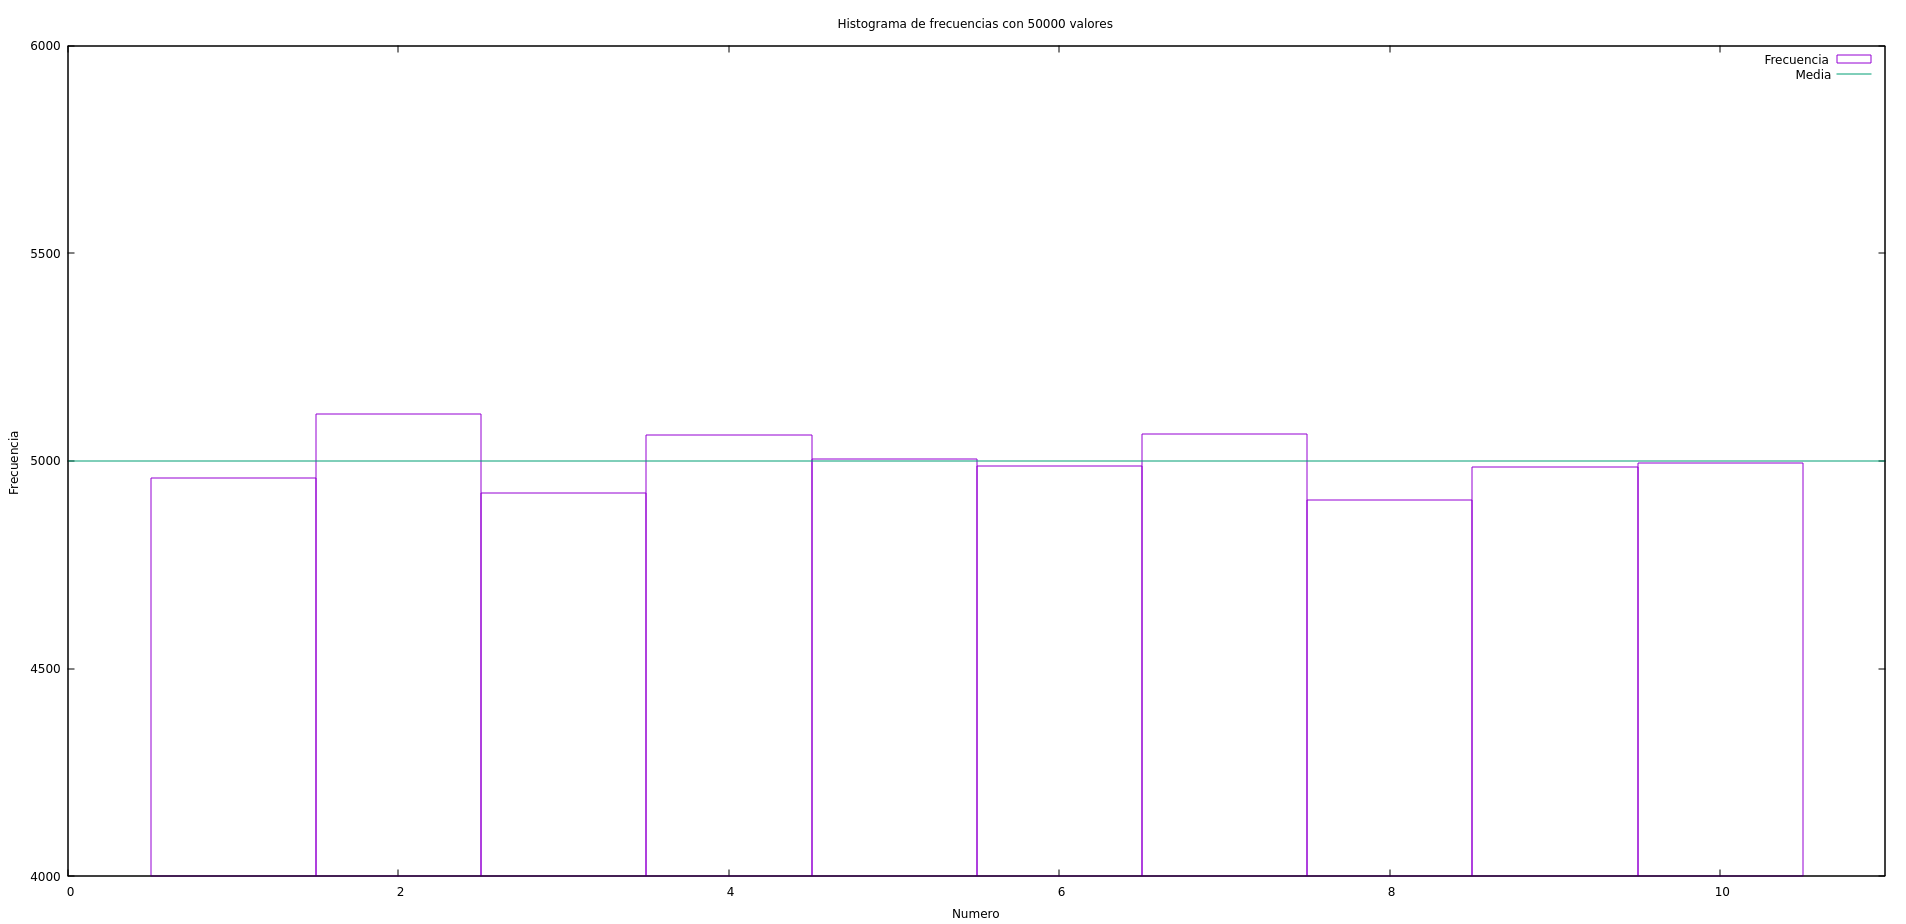 Histograma de frecuencias con 50000 valores
6000
5500
5000
4500
4000
Frecuencia
Frecuencia
Media
0 2 4 6 8 10
Numero